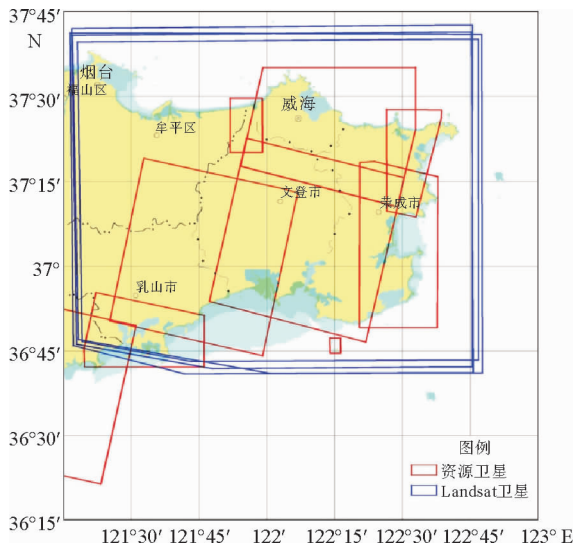 37°45′
N
烟台
福山区
37°30′
威海
牟平区
37°15′
文登市
荣成市
37°
乳山市
36°45′
36°30′
图例
资源卫星
Landsat卫星
36°15′
121°30′ 121°45′ 122° 122°15′ 122°30′ 122°45′ 123° E